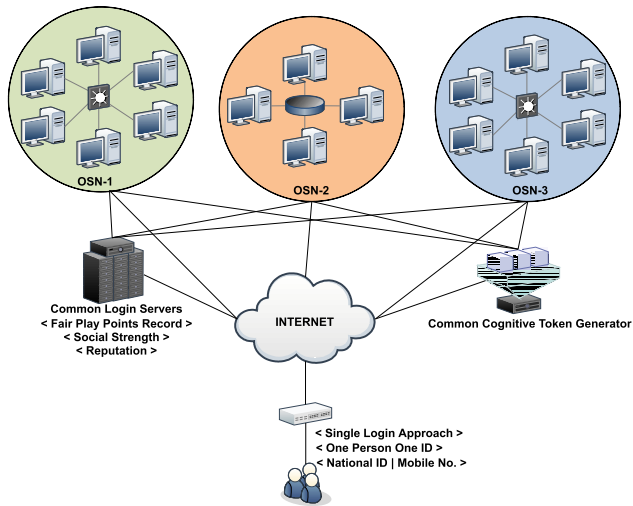 OSN-1
OSN-2
OSN-3
Common Login Servers
< Fair Play Points Record >
< Social Strength >
< Reputation >
INTERNET
Common Cognitive Token Generator
< Single Login Approach >
< One Person One ID >
< National ID | Mobile No. >